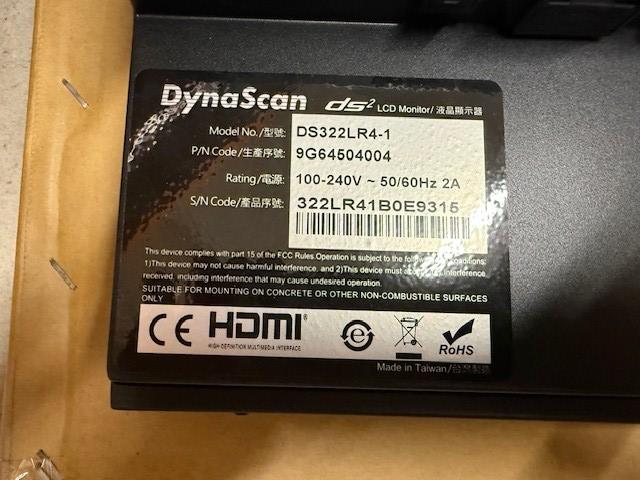 DynaScan ds² LCD Monitor/ 液晶顯示器
Model No./型號: DS322LR4-1
P/N Code/生產序號: 9G64504004
Rating/電源: 100-240V ~ 50/60Hz 2A
S/N Code/產品序號: 322LR41B0E9315
This device complies with part 15 of the FCC Rules.Operation is subject to the following conditions:
1)This device may not cause harmful interference, and 2)This device must accept any interference
received, including interference that may cause undesired operation.
SUITABLE FOR MOUNTING ON CONCRETE OR OTHER NON-COMBUSTIBLE SURFACES
ONLY
CE HDMI® e RoHS
HIGH-DEFINITION MULTIMEDIA INTERFACE
Made in Taiwan/台灣製造